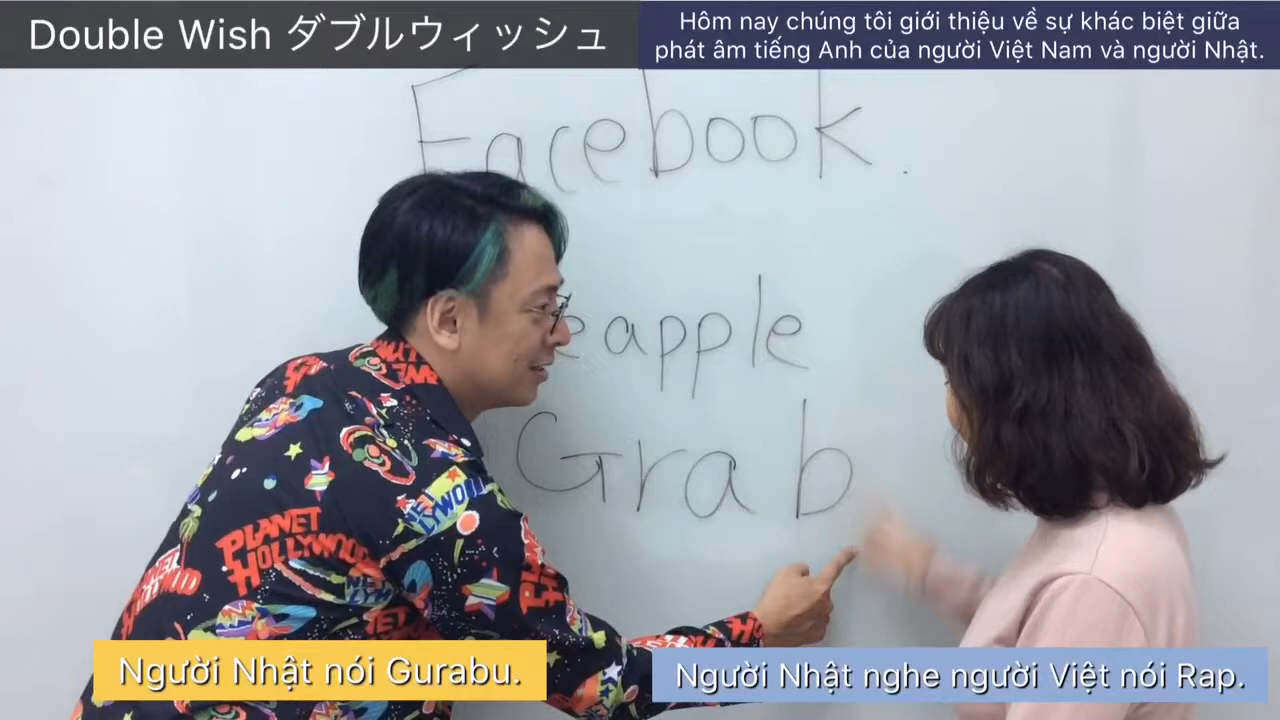 Double Wish ダブルウィッシュ
Hôm nay chúng tôi giới thiệu về sự khác biệt giữa
phát âm tiếng Anh của người Việt Nam và người Nhật.
Facebook
eapple
Grab
PLANET
HOLLYWOOD
Người Nhật nói Gurabu.
Người Nhật nghe người Việt nói Rap.